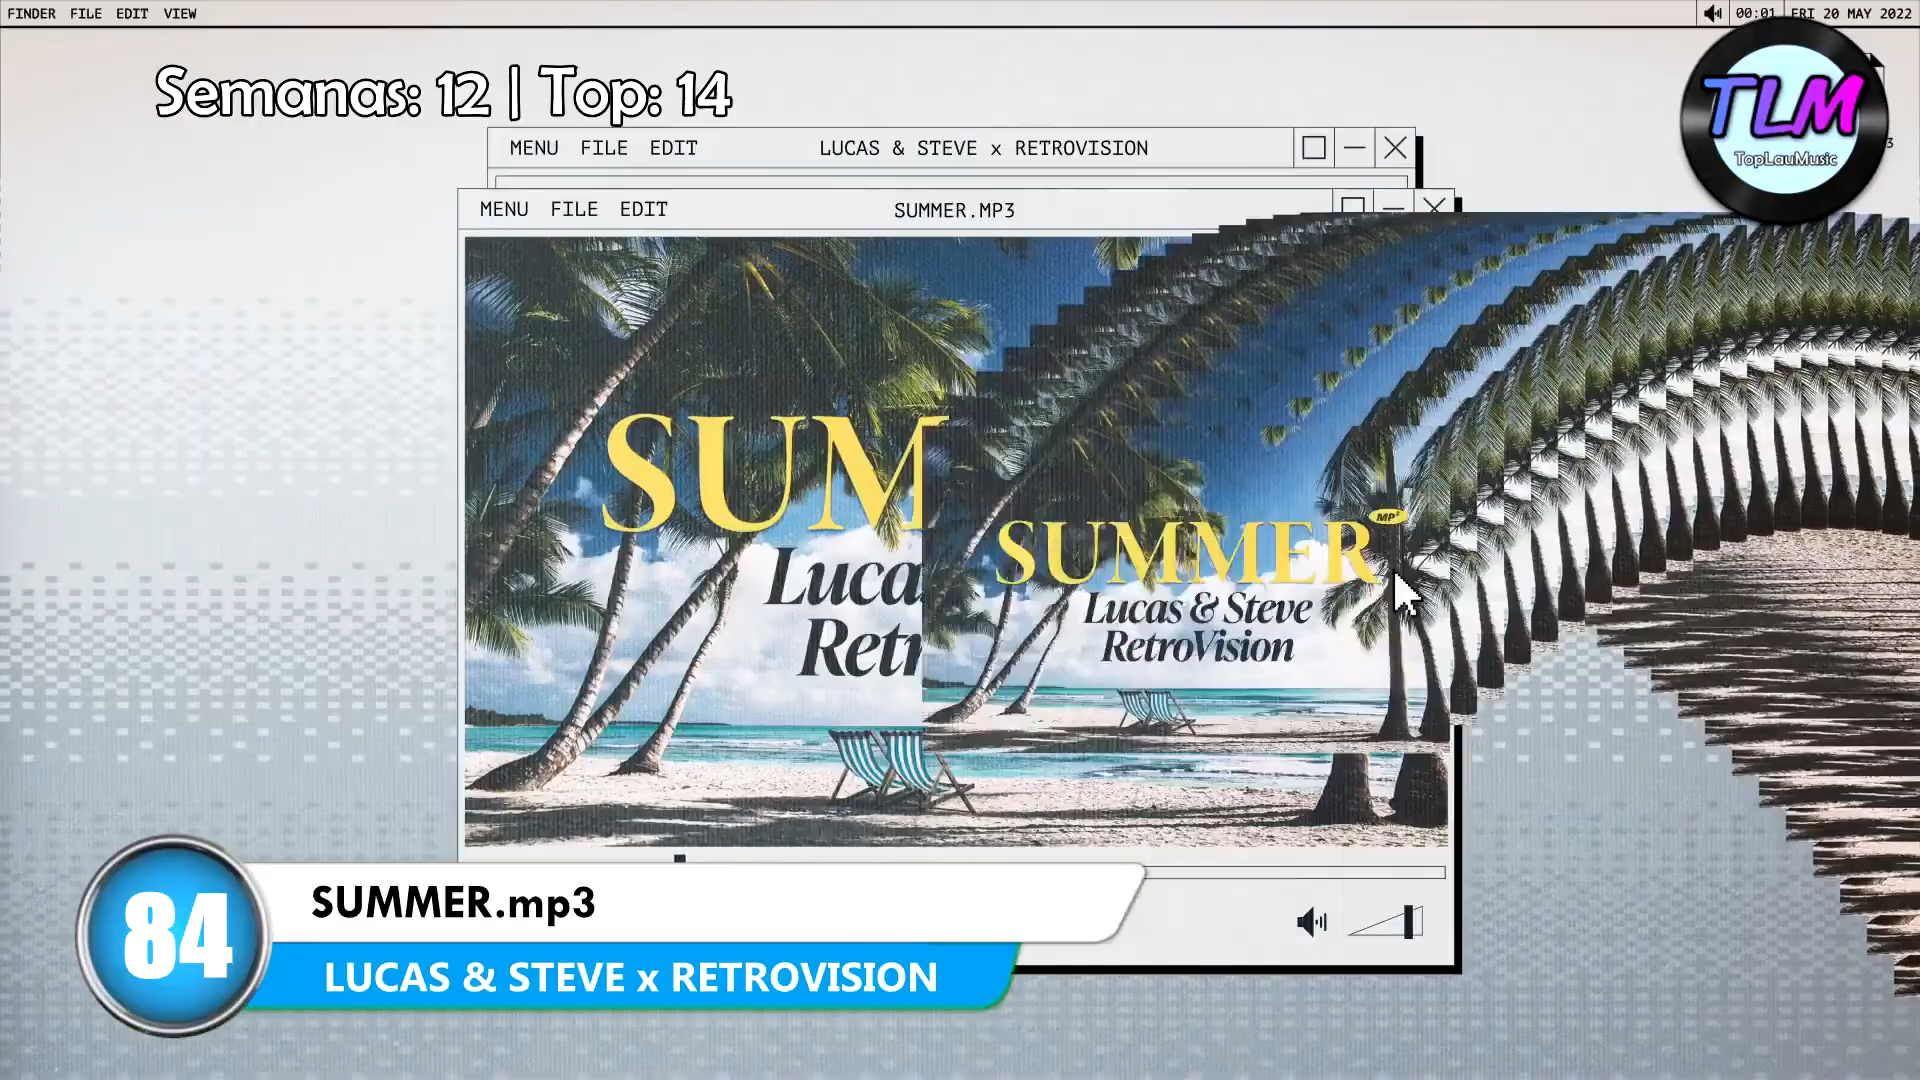 FINDER FILE EDIT VIEW
00:01 FRI 20 MAY 2022
Semanas: 12 | Top: 14
TLM
TopLauMusic
3
MENU FILE EDIT LUCAS & STEVE x RETROVISION
MENU FILE EDIT SUMMER.MP3
SUM
Luca
Retr
SUMMER MP3
Lucas & Steve
RetroVision
84
SUMMER.mp3
LUCAS & STEVE x RETROVISION